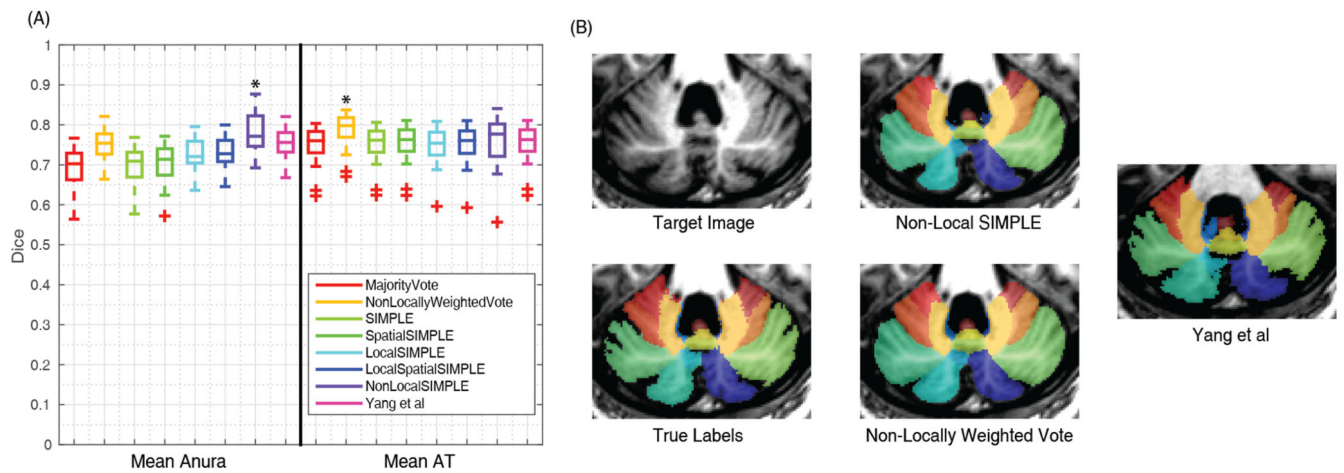 (A)
1
0.9
0.8
0.7
0.6
0.5
0.4
0.3
0.2
0.1
0
Dice
*
*
MajorityVote
NonLocallyWeightedVote
SIMPLE
SpatialSIMPLE
LocalSIMPLE
LocalSpatialSIMPLE
NonLocalSIMPLE
Yang et al
Mean Anura
Mean AT
(B)
Target Image
Non-Local SIMPLE
True Labels
Non-Locally Weighted Vote
Yang et al